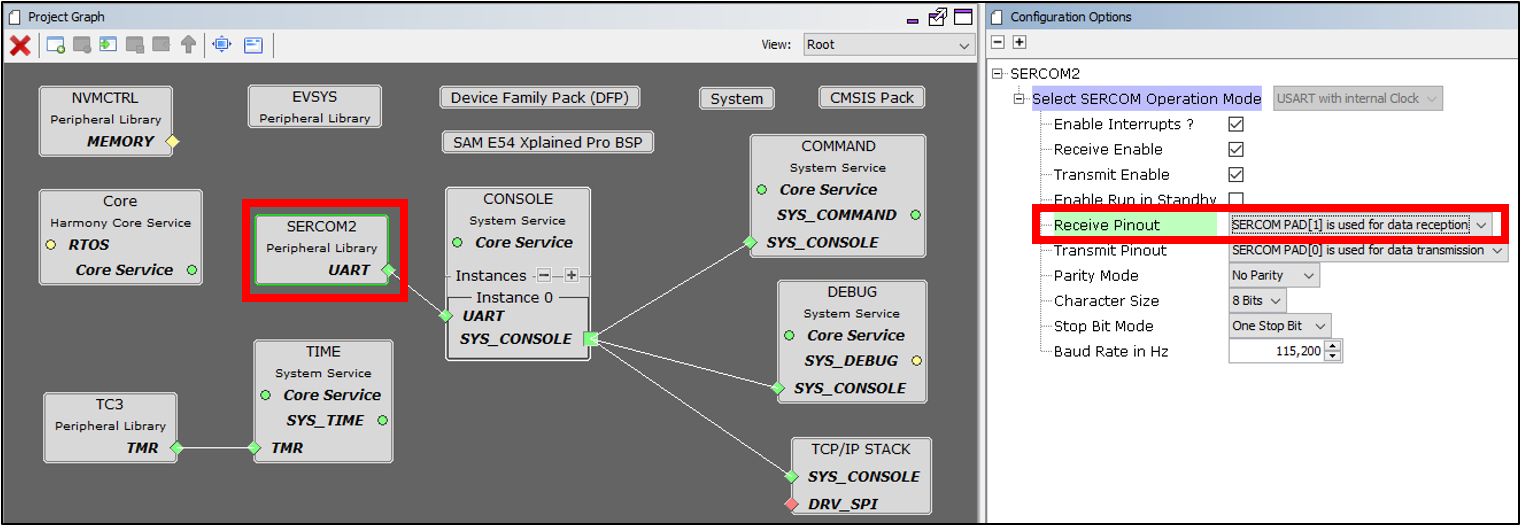 Project Graph
View: Root
NVMCTRL
Peripheral Library
MEMORY
EVSYS
Peripheral Library
Device Family Pack (DFP)
System
CMSIS Pack
SAM E54 Xplained Pro BSP
Core
Harmony Core Service
RTOS
Core Service
SERCOM2
Peripheral Library
UART
CONSOLE
System Service
Core Service
Instances
Instance 0
UART
SYS_CONSOLE
COMMAND
System Service
Core Service
SYS_COMMAND
SYS_CONSOLE
DEBUG
System Service
Core Service
SYS_DEBUG
SYS_CONSOLE
TIME
System Service
Core Service
SYS_TIME
TMR
TC3
Peripheral Library
TMR
TCP/IP STACK
SYS_CONSOLE
DRV_SPI
Configuration Options
SERCOM2
Select SERCOM Operation Mode USART with internal Clock
Enable Interrupts ?
Receive Enable
Transmit Enable
Enable Run in Standby
Receive Pinout SERCOM PAD[1] is used for data reception
Transmit Pinout SERCOM PAD[0] is used for data transmission
Parity Mode No Parity
Character Size 8 Bits
Stop Bit Mode One Stop Bit
Baud Rate in Hz 115,200